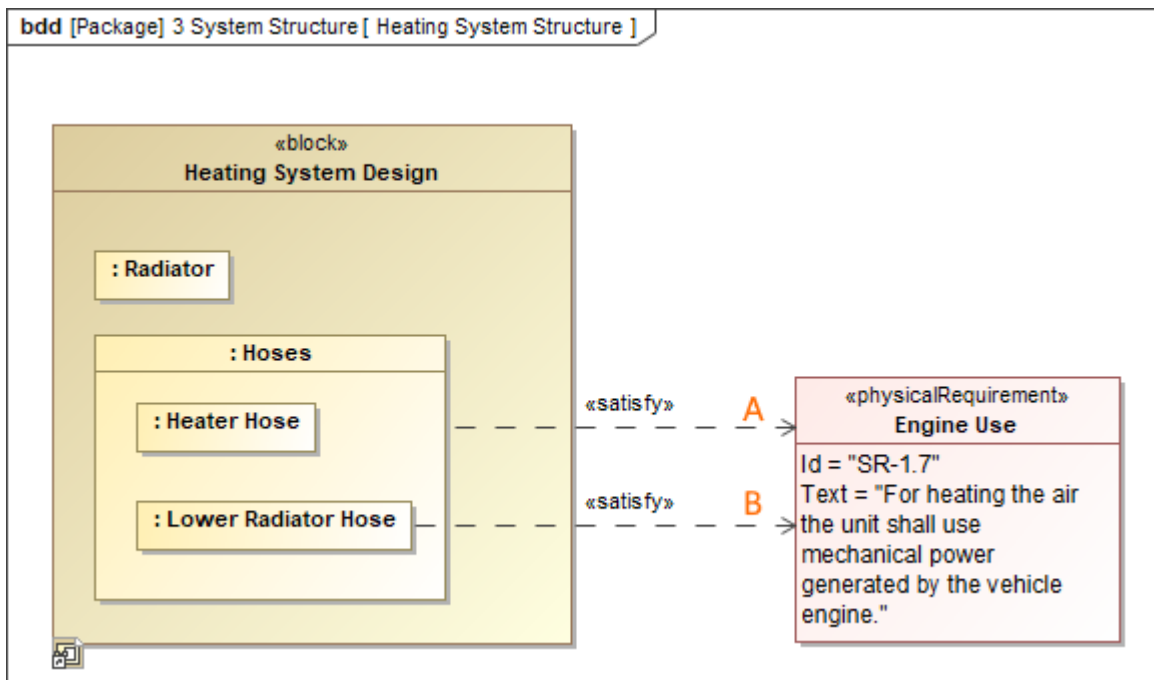 bdd [Package] 3 System Structure [ Heating System Structure ]
«block»
Heating System Design
: Radiator
: Hoses
: Heater Hose
: Lower Radiator Hose
«satisfy»
A
«satisfy»
B
«physicalRequirement»
Engine Use
Id = "SR-1.7"
Text = "For heating the air
the unit shall use
mechanical power
generated by the vehicle
engine."